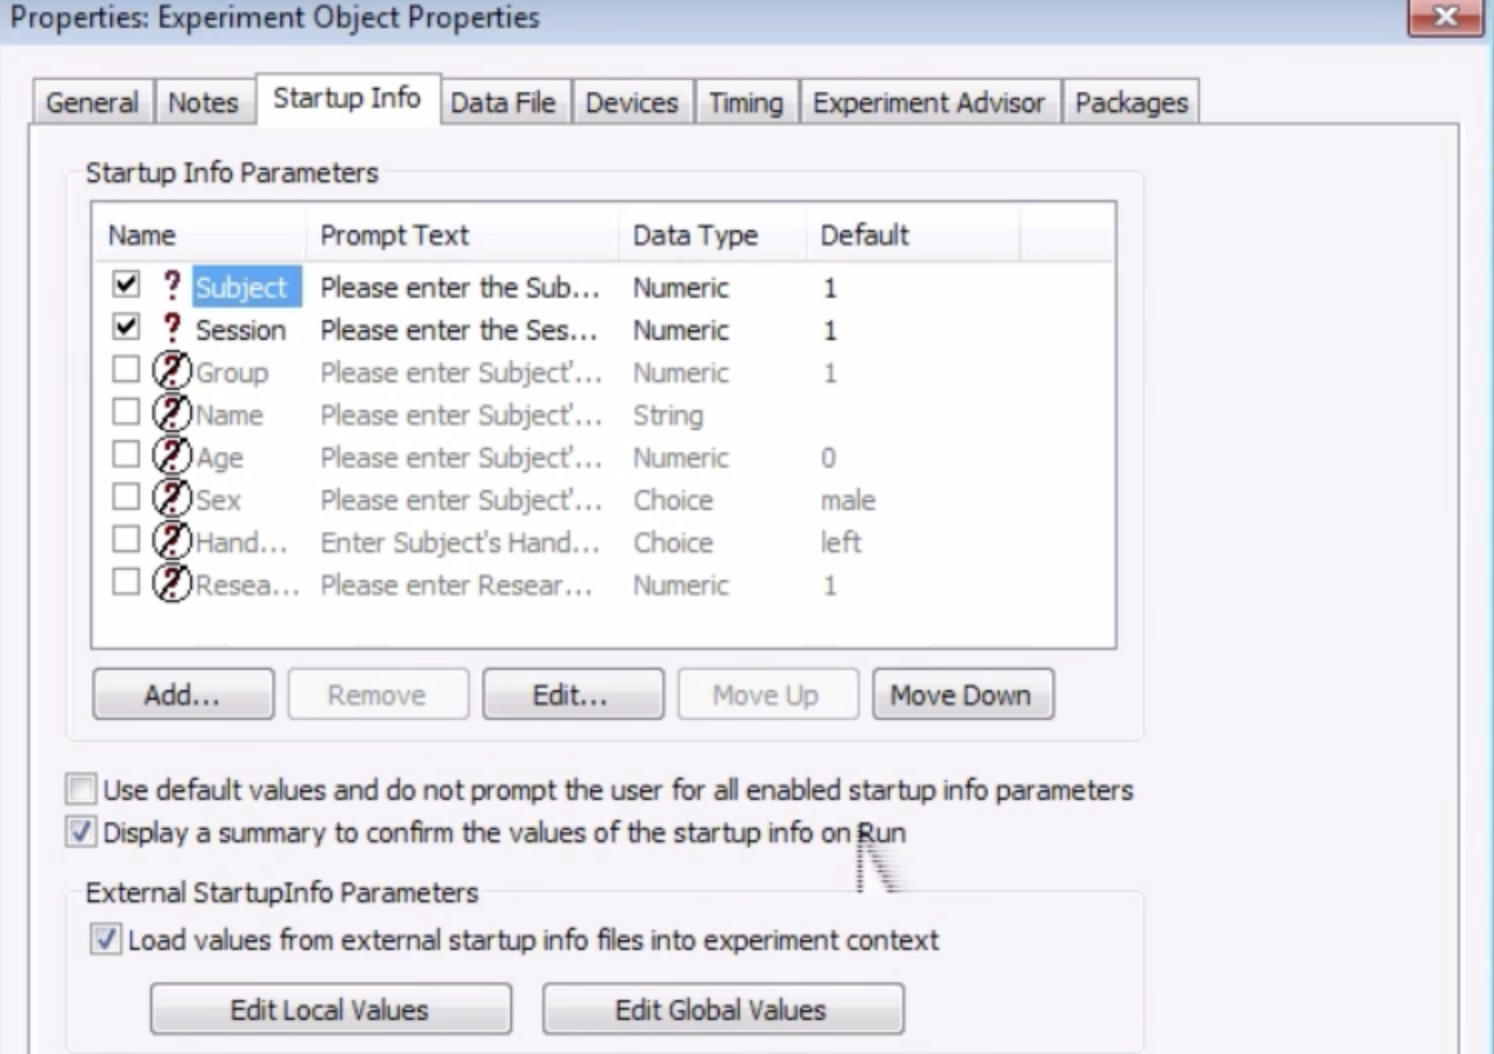 Properties: Experiment Object Properties
General Notes Startup Info Data File Devices Timing Experiment Advisor Packages
Startup Info Parameters
Name Prompt Text Data Type Default
? Subject Please enter the Sub... Numeric 1
? Session Please enter the Ses... Numeric 1
? Group Please enter Subject'... Numeric 1
? Name Please enter Subject'... String
? Age Please enter Subject'... Numeric 0
? Sex Please enter Subject'... Choice male
? Hand... Enter Subject's Hand... Choice left
? Resea... Please enter Resear... Numeric 1
Add... Remove Edit... Move Up Move Down
Use default values and do not prompt the user for all enabled startup info parameters
Display a summary to confirm the values of the startup info on Run
External StartupInfo Parameters
Load values from external startup info files into experiment context
Edit Local Values Edit Global Values